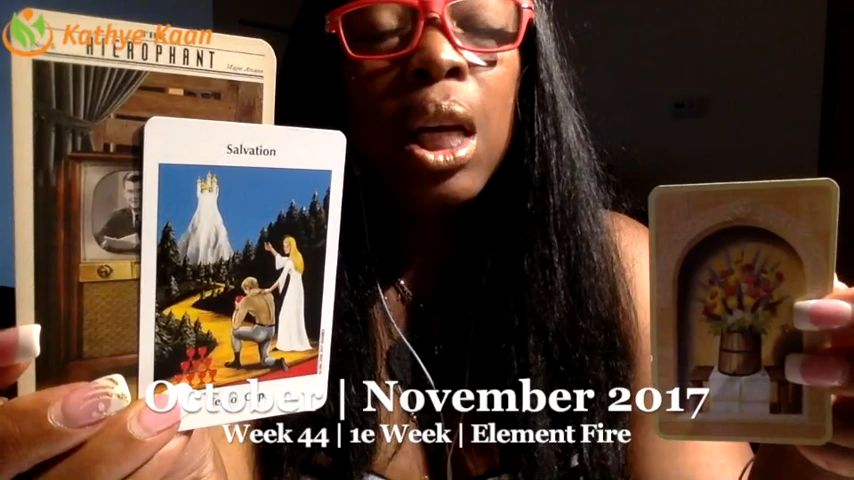 Kathye Kaan
HIEROPHANT
Major Arcana
Salvation
October | November 2017
Week 44 | 1e Week | Element Fire